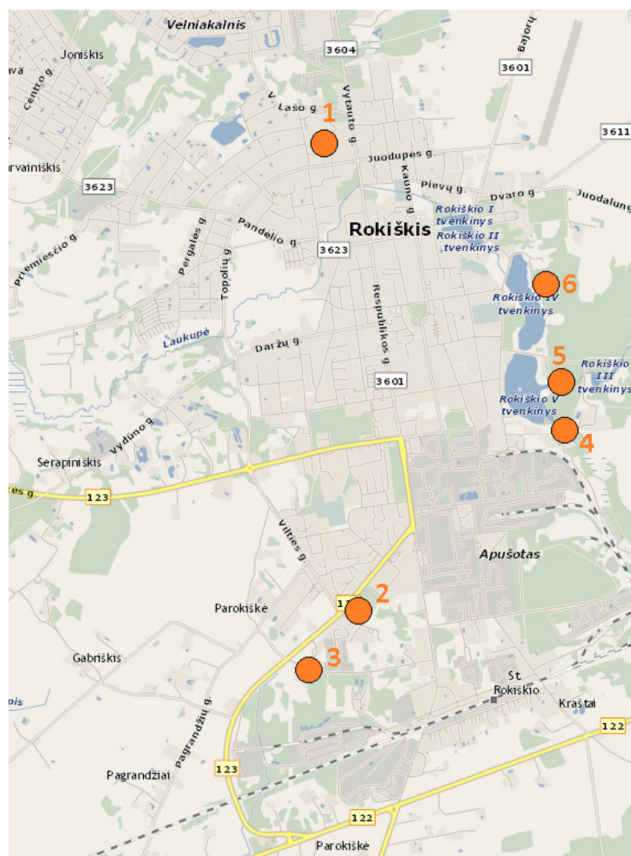 Velniakalnis
Joniškis
Centro g.
3604
Bajorų
3601
V. Lašo g.
1
Vytauto g.
3611
arvainiškis
3623
Juodupės g.
Kauno g.
Pievų g.
Dvaro g.
Juodalung
Rokiškio I
tvenkinys
Rokiškio II
tvenkinys
Rokiškis
3623
Pandėlio g.
Pergalės g.
Topolių g.
Priemiesčio g.
6
Rokiškio IV
tvenkinys
Respublikos g.
Laukupė
Daržų g.
3601
5
Rokiškio
III
tvenkinys
Rokiškio V
tvenkinys
4
Vydūno g.
Serapiniškis
123
ės g.
Vilties g.
Apušotas
2
Parokiškė
3
Gabriškis
St.
Rokiškio
Kraštai
Pagrandžių g.
122
Pagrandžiai
123
122
Parokiškė